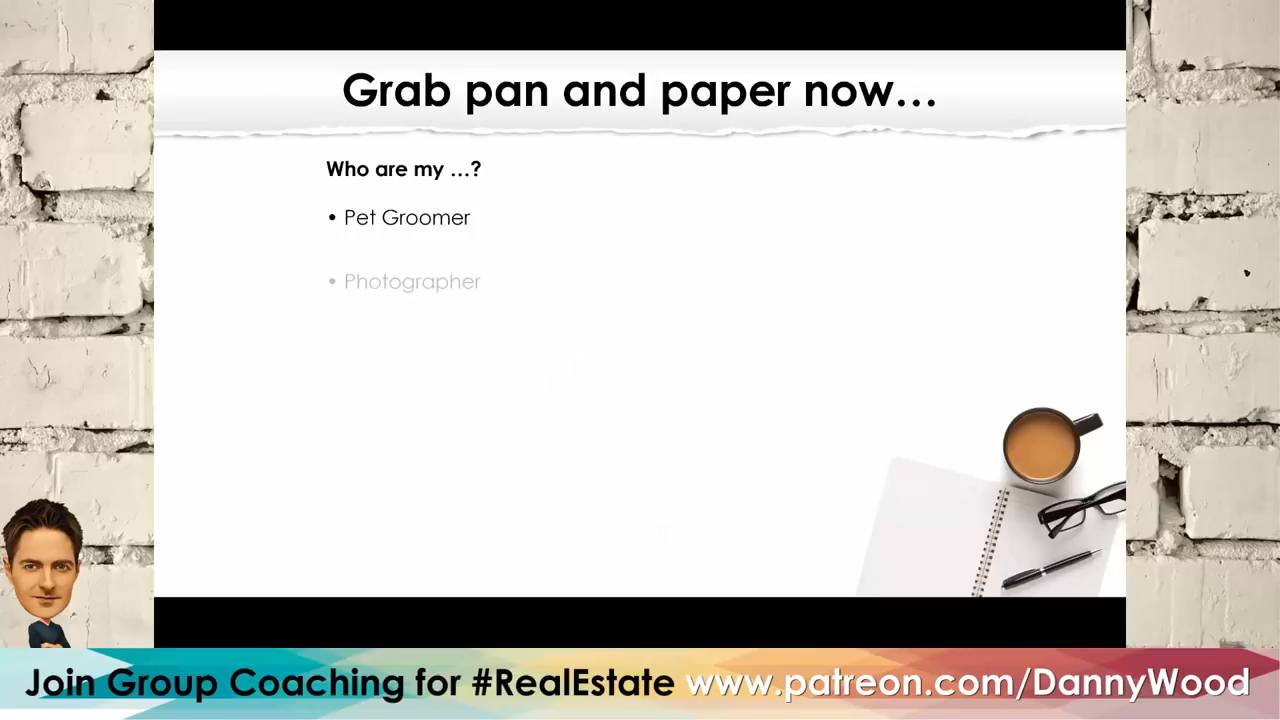 Grab pan and paper now…
Who are my …?
• Pet Groomer
• Photographer
Join Group Coaching for #RealEstate www.patreon.com/DannyWood